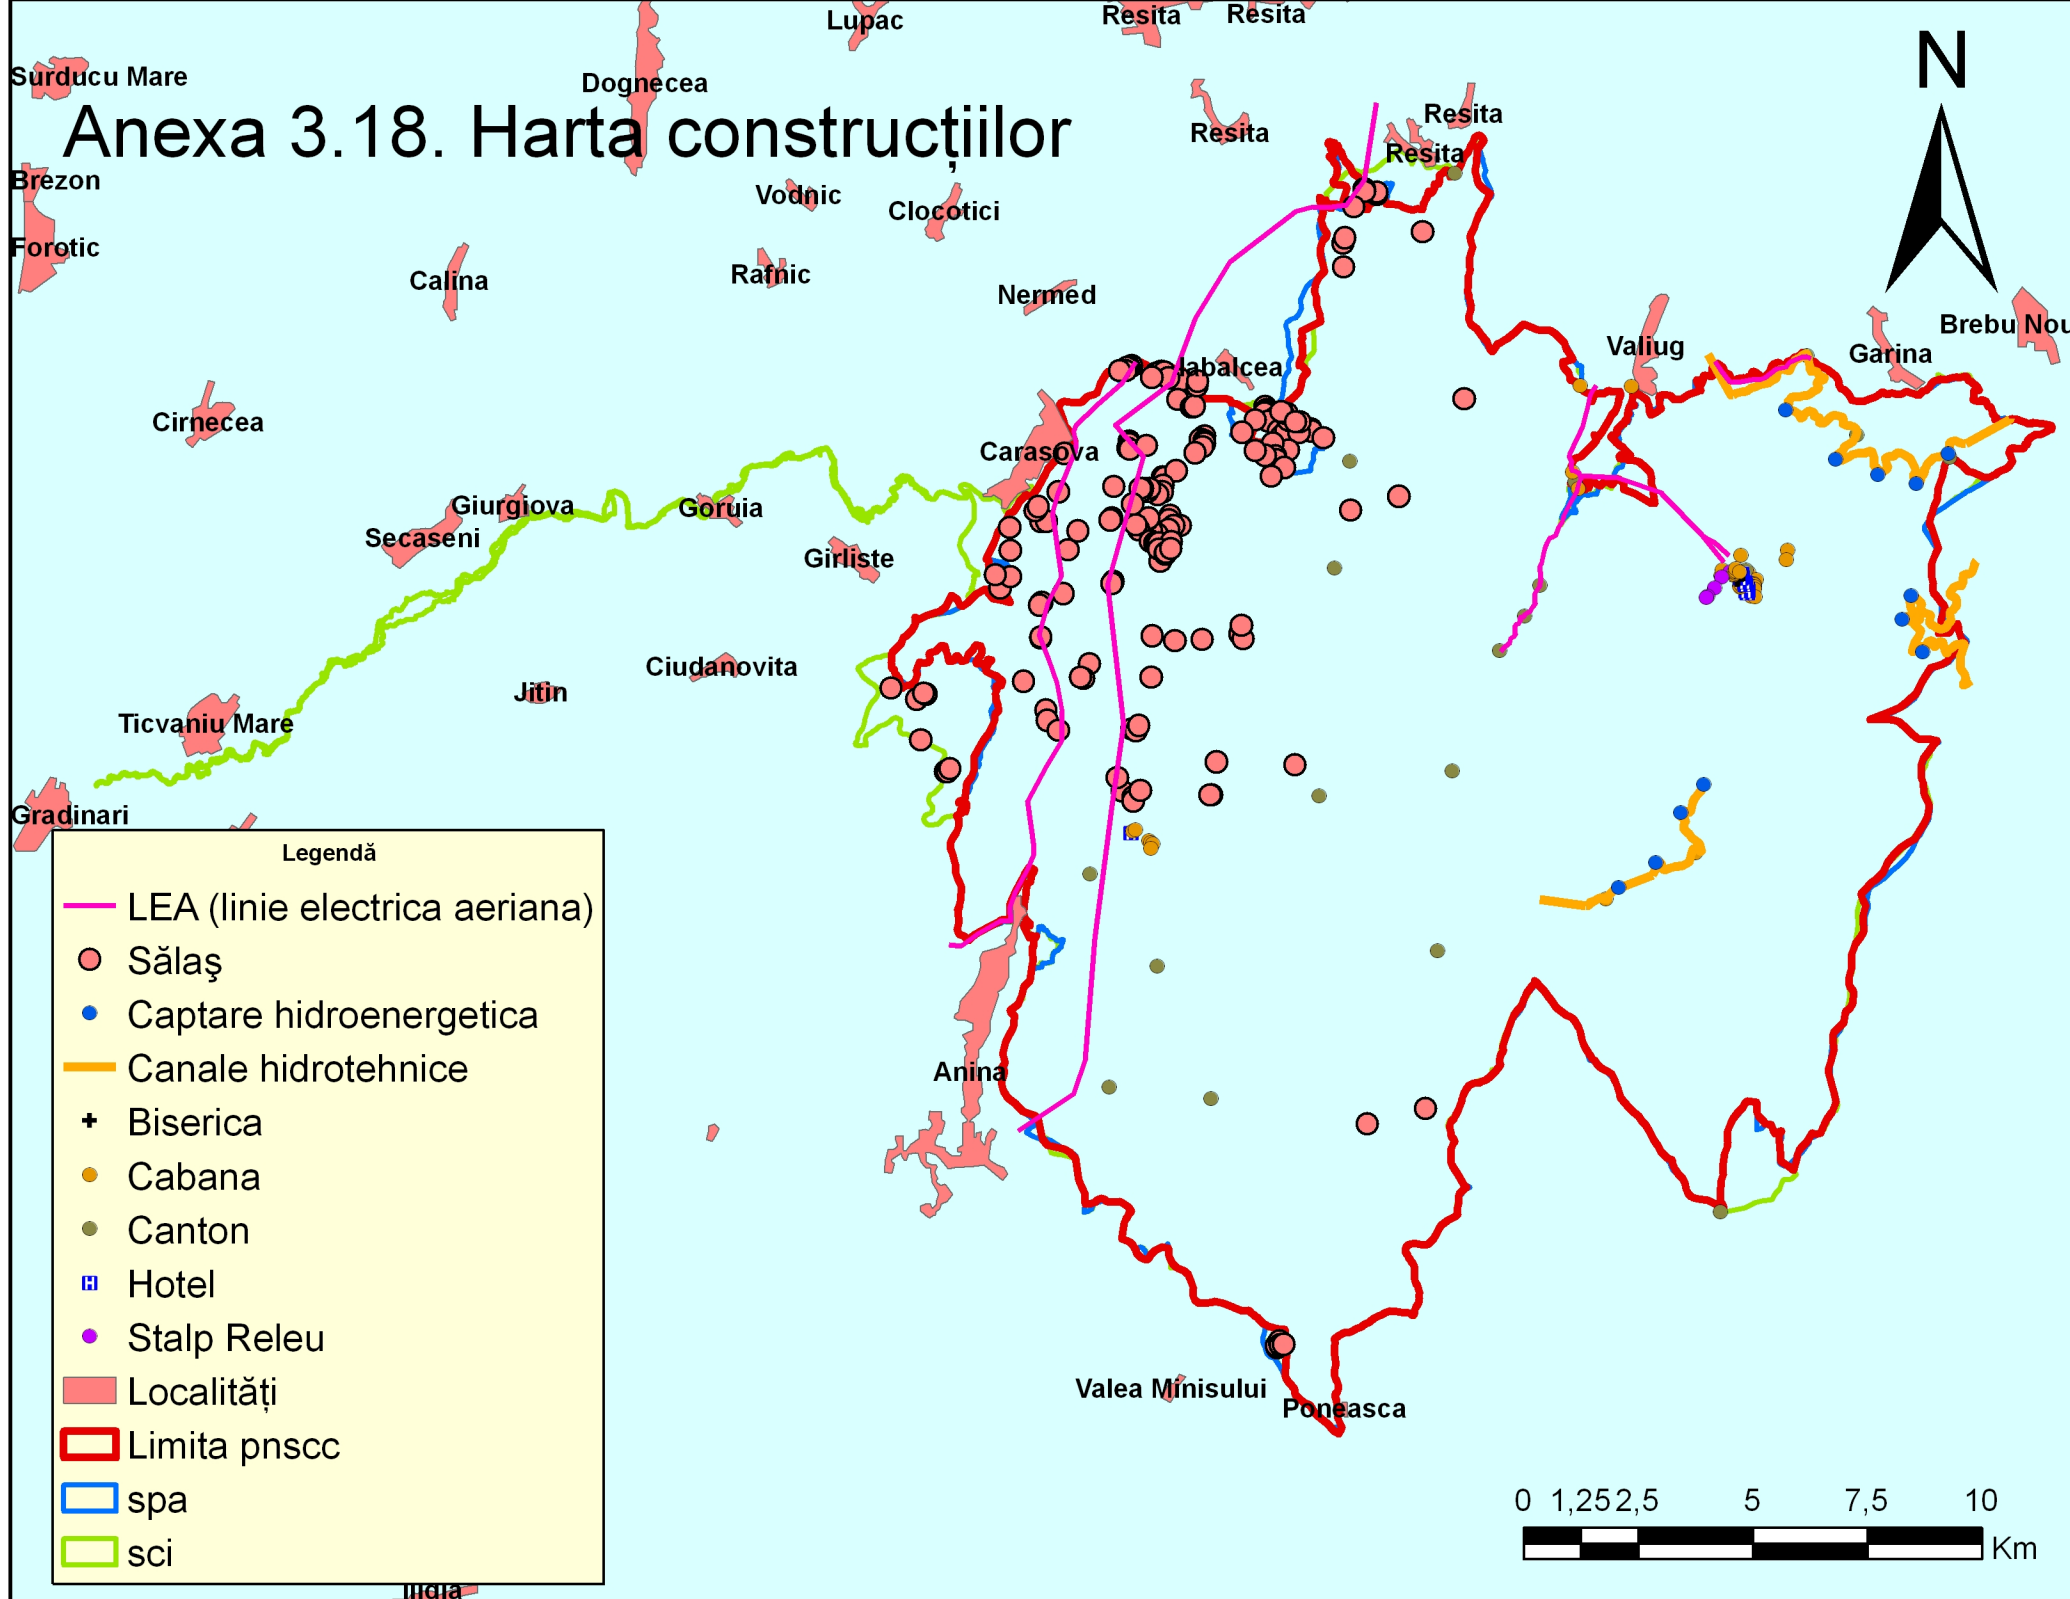 Lupac
Resita
Resita
Surducu Mare
Dognecea
Anexa 3.18. Harta construcțiilor
N
Resita
Resita
Resita
Brezon
Vodnic
Clocotici
Forotic
Calina
Rafnic
Nermed
Brebu Nou
Valiug
Garina
Iabalcea
Cirnecea
Carasova
Giurgiova
Goruia
Secaseni
Girliste
Ciudanovita
Jitin
Ticvaniu Mare
Gradinari
Anina
Valea Minisului
Poneasca
Ilidia
Legendă
LEA (linie electrica aeriana)
Sălaş
Captare hidroenergetica
Canale hidrotehnice
Biserica
Cabana
Canton
H
Hotel
Stalp Releu
Localități
Limita pnscc
spa
sci
0 1,25 2,5 5 7,5 10
Km